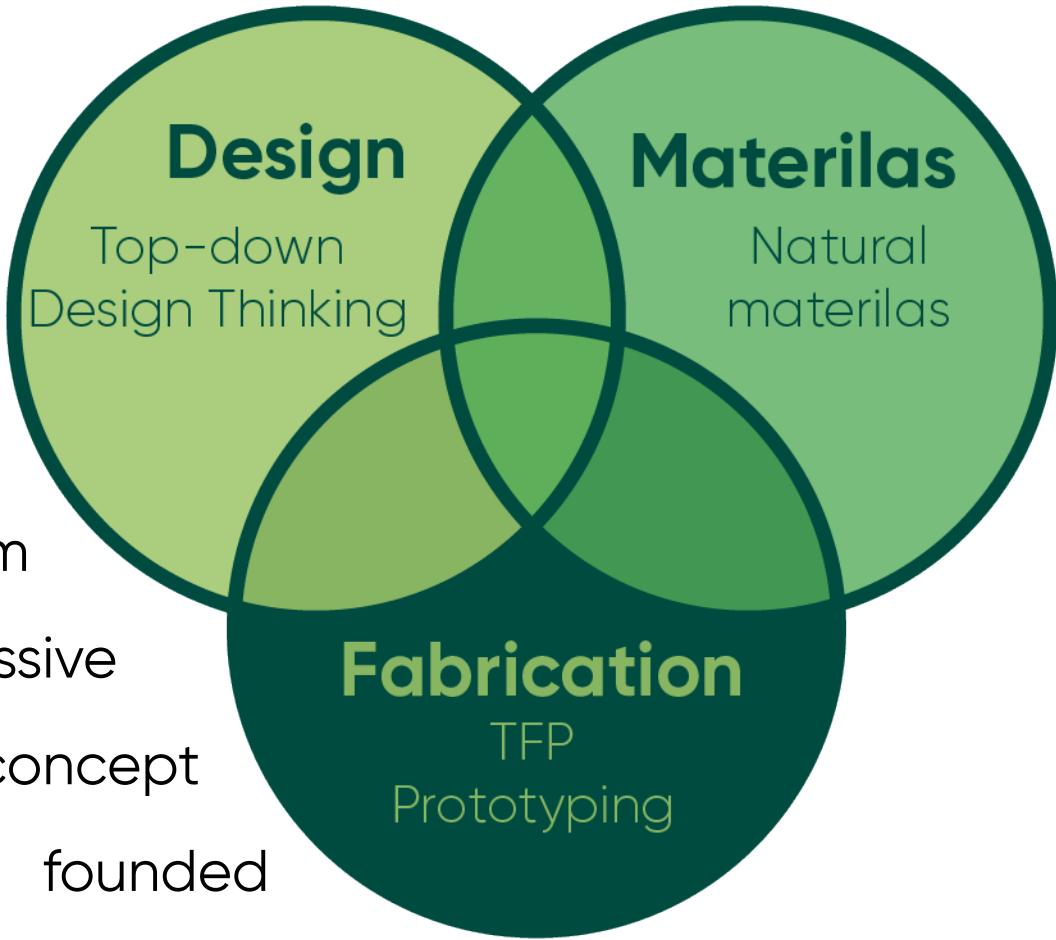 Design
Top-down
Design Thinking
Materilas
Natural
materilas
Fabrication
TFP
Prototyping
m
ssive
concept
founded